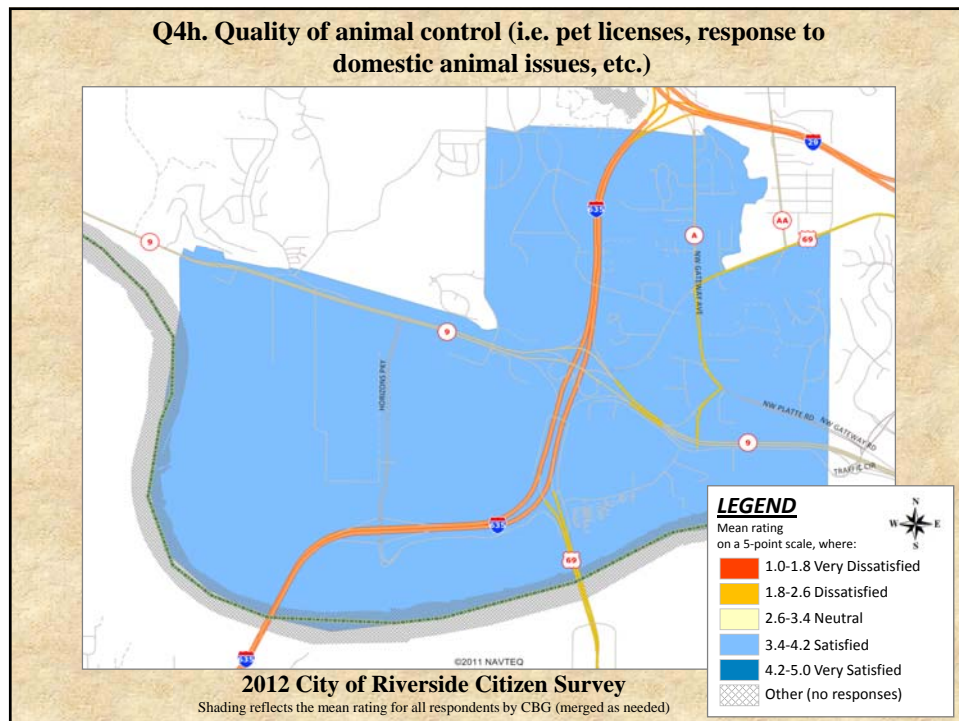 Q4h. Quality of animal control (i.e. pet licenses, response to
domestic animal issues, etc.)
29
635
9
A
AA
69
NW GATEWAY AVE
9
HORIZONS PKY
NW PLATTE RD
NW GATEWAY RD
9
TRAFFIC CIR
635
69
635
©2011 NAVTEQ
LEGEND
Mean rating
on a 5-point scale, where:
N
W E
S
1.0-1.8 Very Dissatisfied
1.8-2.6 Dissatisfied
2.6-3.4 Neutral
3.4-4.2 Satisfied
4.2-5.0 Very Satisfied
Other (no responses)
2012 City of Riverside Citizen Survey
Shading reflects the mean rating for all respondents by CBG (merged as needed)